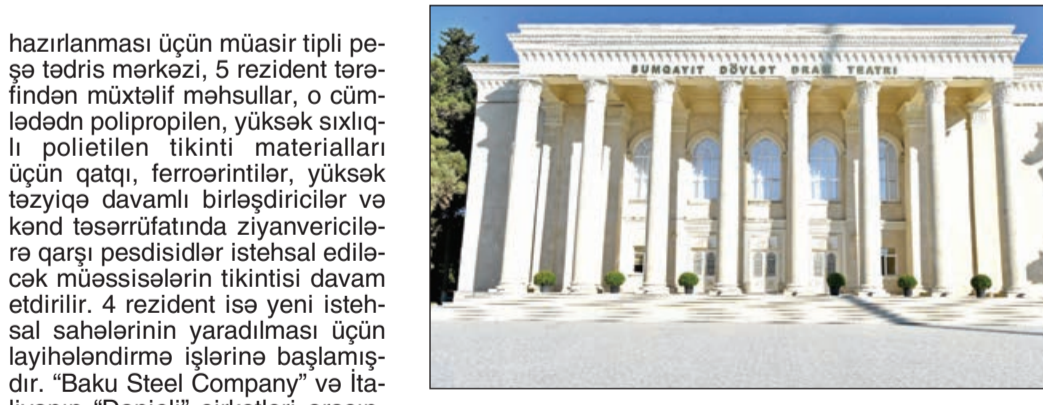 hazırlanması üçün müasir tipli pe-
şə tədris mərkəzi, 5 rezident tərə-
findən müxtəlif məhsullar, o cüm-
lədədn polipropilen, yüksək sıxlıq-
lı polietilen tikinti materialları
üçün qatqı, ferroərintilər, yüksək
təzyiqə davamlı birləşdiricilər və
kənd təsərrüfatında ziyanvericilə-
rə qarşı pesdisidlər istehsal edilə-
cək müəssisələrin tikintisi davam
etdirilir. 4 rezident isə yeni isteh-
sal sahələrinin yaradılması üçün
layihələndirmə işlərinə başlamış-
dır. “Baku Steel Company” və İta-
SUMQAYIT DÖVLƏT DRAM TEATRI